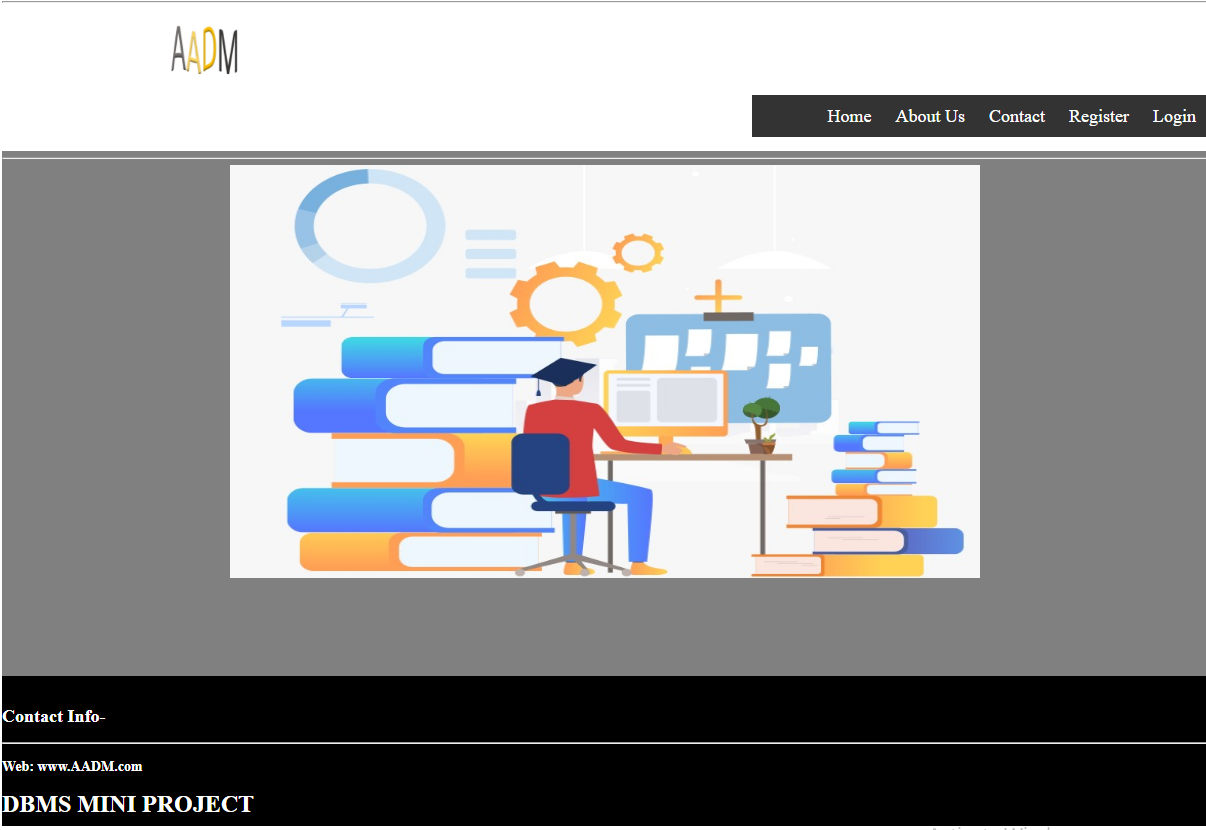 AADM
Home About Us Contact Register Login
Contact Info-
Web: www.AADM.com
DBMS MINI PROJECT